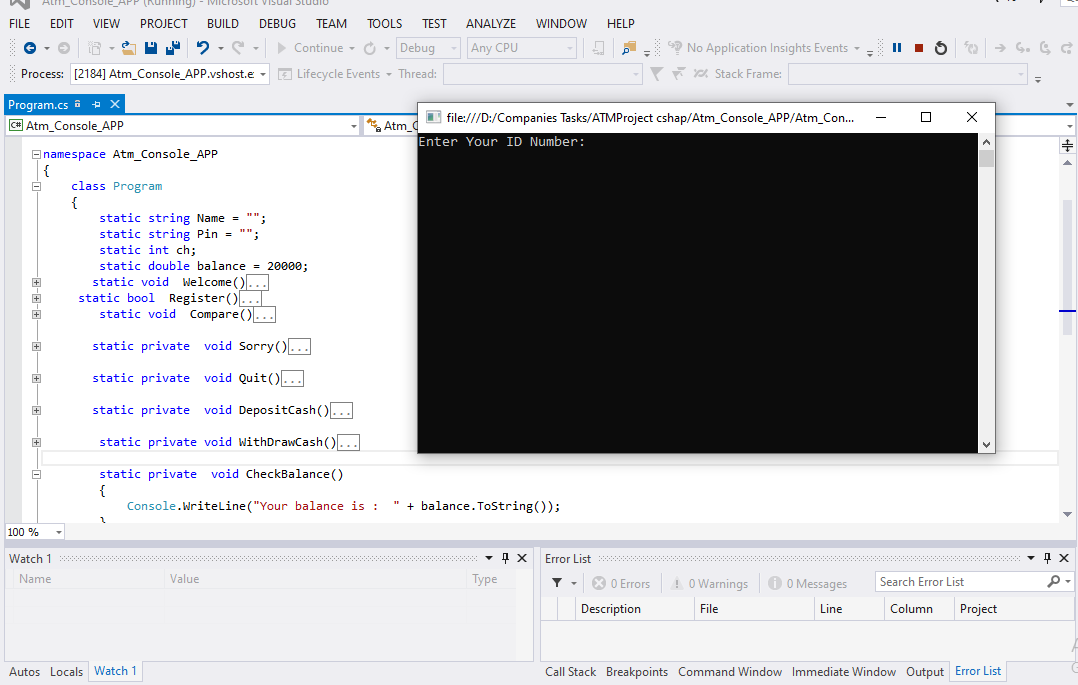 Atm_Console_APP (Running) - Microsoft Visual Studio
FILE EDIT VIEW PROJECT BUILD DEBUG TEAM TOOLS TEST ANALYZE WINDOW HELP
Continue Debug Any CPU No Application Insights Events
Process: [2184] Atm_Console_APP.vshost.e Lifecycle Events Thread: Stack Frame:
Program.cs
Atm_Console_APP Atm_C
file:///D:/Companies Tasks/ATMProject cshap/Atm_Console_APP/Atm_Con...
Enter Your ID Number:
namespace Atm_Console_APP
{
class Program
{
static string Name = "";
static string Pin = "";
static int ch;
static double balance = 20000;
static void Welcome()...
static bool Register()...
static void Compare()...
static private void Sorry()...
static private void Quit()...
static private void DepositCash()...
static private void WithDrawCash()...
static private void CheckBalance()
{
Console.WriteLine("Your balance is : " + balance.ToString());
}
100 %
Watch 1
Name Value Type
Autos Locals Watch 1
Error List
0 Errors 0 Warnings 0 Messages Search Error List
Description File Line Column Project
Call Stack Breakpoints Command Window Immediate Window Output Error List